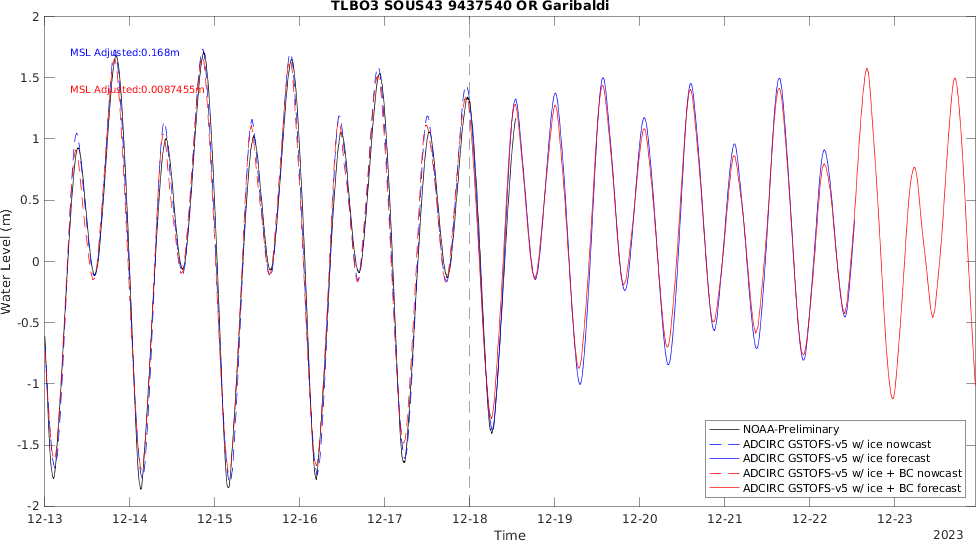 TLBO3 SOUS43 9437540 OR Garibaldi
2
1.5
1
0.5
0
-0.5
-1
-1.5
-2
Water Level (m)
MSL Adjusted:0.168m
MSL Adjusted:0.0087455m
NOAA-Preliminary
ADCIRC GSTOFS-v5 w/ ice nowcast
ADCIRC GSTOFS-v5 w/ ice forecast
ADCIRC GSTOFS-v5 w/ ice + BC nowcast
ADCIRC GSTOFS-v5 w/ ice + BC forecast
12-13 12-14 12-15 12-16 12-17 12-18 12-19 12-20 12-21 12-22 12-23
Time
2023